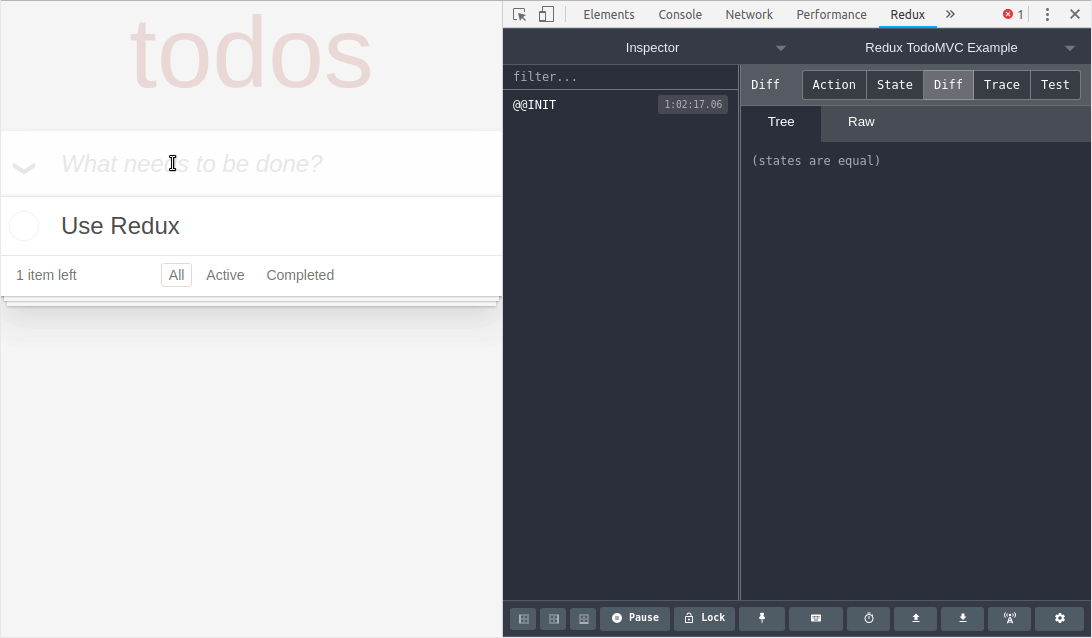 todos
What needs to be done?
Use Redux
1 item left
All
Active
Completed
Elements
Console
Network
Performance
Redux
1
Inspector
Redux TodoMVC Example
filter...
@@INIT
1:02:17.06
Diff
Action
State
Diff
Trace
Test
Tree
Raw
(states are equal)
Pause
Lock